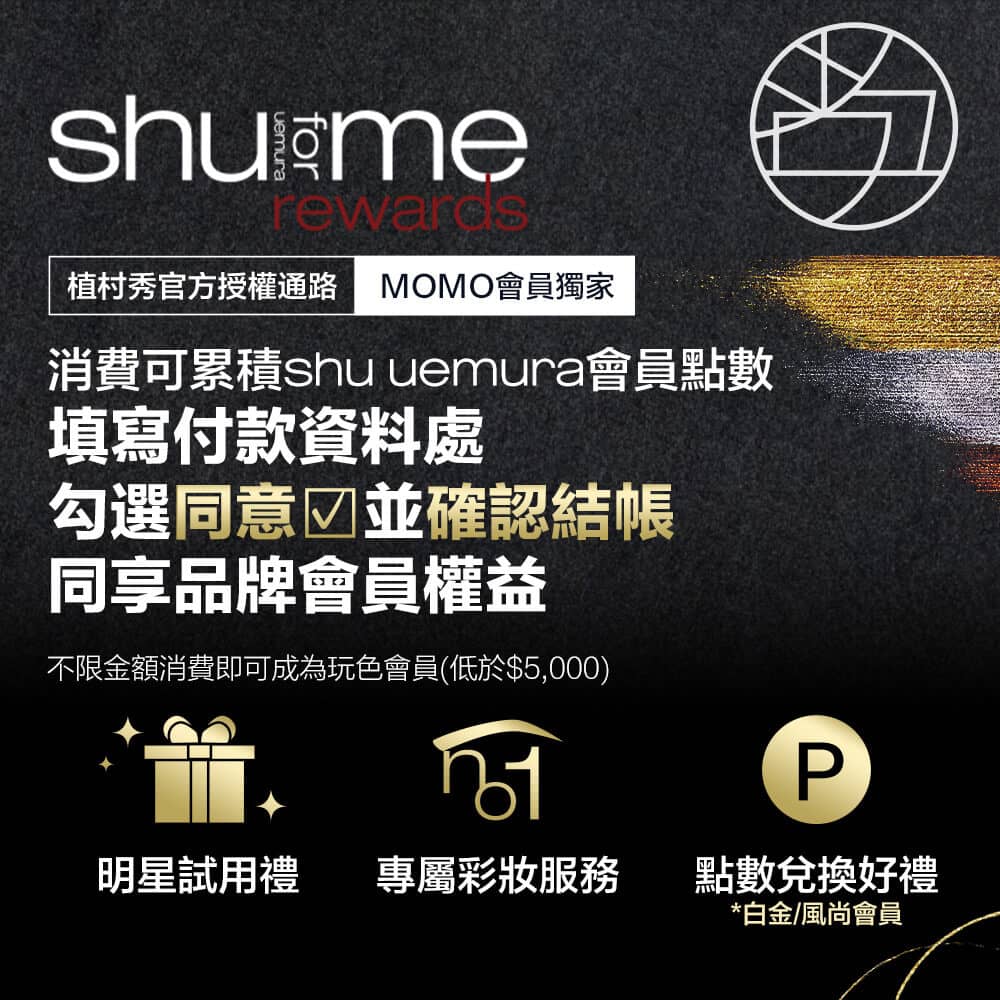 shu uemura for me
rewards
植村秀官方授權通路 MOMO會員獨家
消費可累積shu uemura會員點數
填寫付款資料處
勾選同意☑並確認結帳
同享品牌會員權益
不限金額消費即可成為玩色會員(低於$5,000)
no1 P
明星試用禮 專屬彩妝服務 點數兌換好禮
*白金/風尚會員